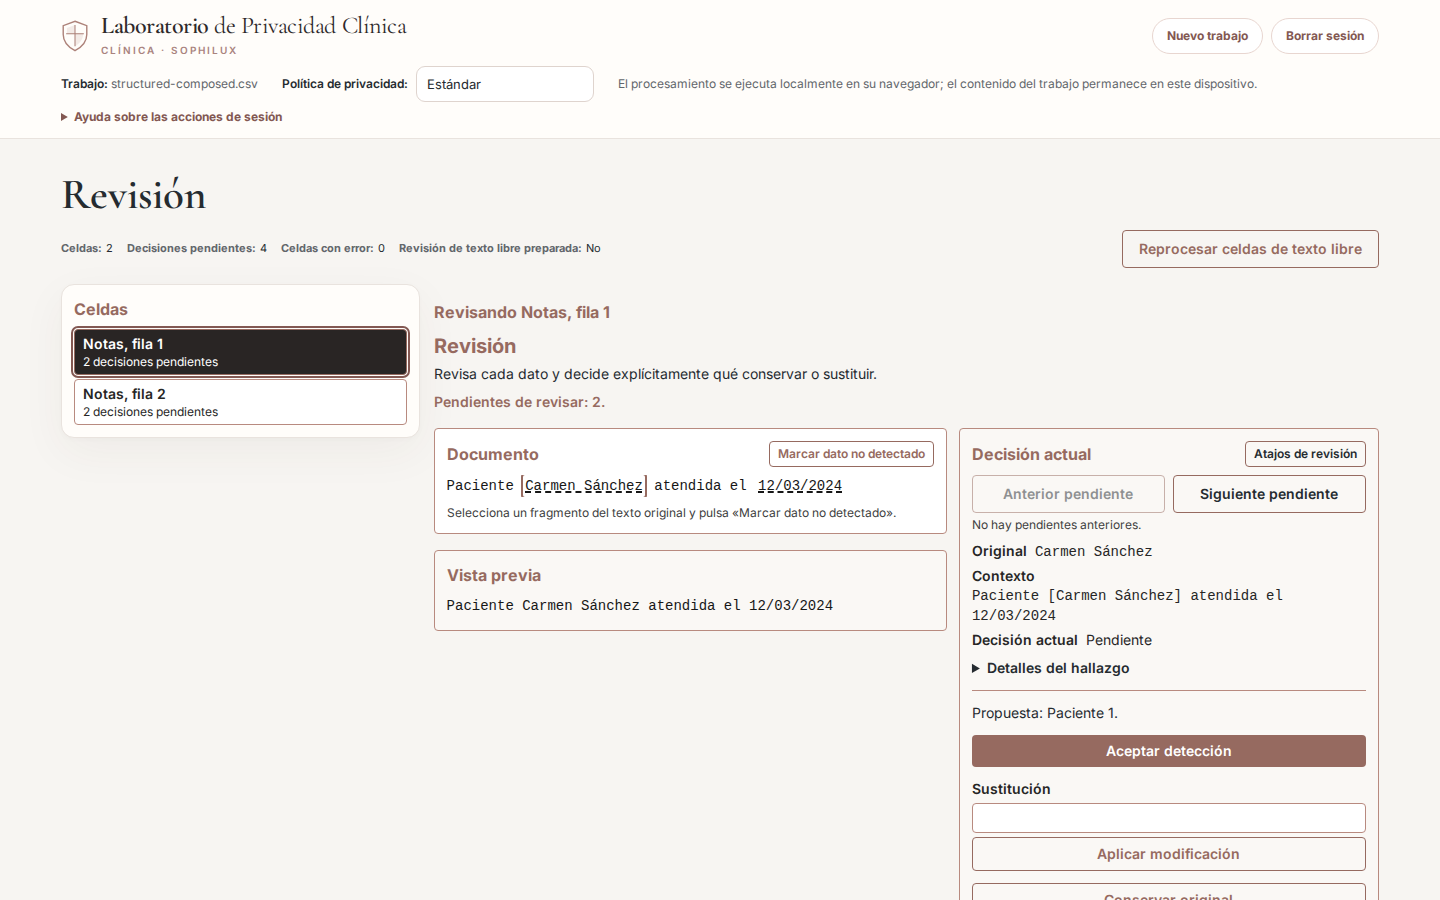 Laboratorio de Privacidad Clínica
CLÍNICA · SOPHILUX
Nuevo trabajo
Borrar sesión
Trabajo: structured-composed.csv
Política de privacidad: Estándar
El procesamiento se ejecuta localmente en su navegador; el contenido del trabajo permanece en este dispositivo.
Ayuda sobre las acciones de sesión
Revisión
Celdas: 2 Decisiones pendientes: 4 Celdas con error: 0 Revisión de texto libre preparada: No
Reprocesar celdas de texto libre
Celdas
Notas, fila 1
2 decisiones pendientes
Notas, fila 2
2 decisiones pendientes
Revisando Notas, fila 1
Revisión
Revisa cada dato y decide explícitamente qué conservar o sustituir.
Pendientes de revisar: 2.
Documento
Marcar dato no detectado
Paciente [Carmen Sánchez] atendida el 12/03/2024
Selecciona un fragmento del texto original y pulsa «Marcar dato no detectado».
Vista previa
Paciente Carmen Sánchez atendida el 12/03/2024
Decisión actual
Atajos de revisión
Anterior pendiente
Siguiente pendiente
No hay pendientes anteriores.
Original Carmen Sánchez
Contexto
Paciente [Carmen Sánchez] atendida el
12/03/2024
Decisión actual Pendiente
Detalles del hallazgo
Propuesta: Paciente 1.
Aceptar detección
Sustitución
Aplicar modificación
Conservar original